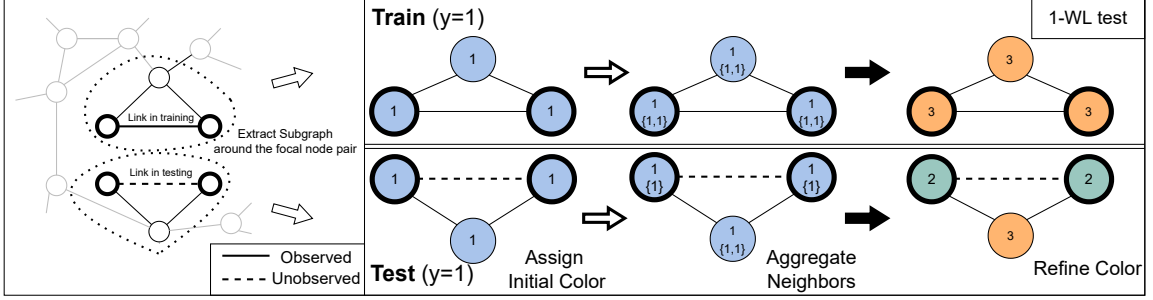 Link in training
Extract Subgraph
around the focal node pair
Link in testing
Observed
Unobserved
Train (y=1)
1-WL test
1
1
1
1
{1,1}
1
{1,1}
1
{1,1}
3
3
3
1
1
1
1
{1}
1
{1}
1
{1,1}
2
2
3
Test (y=1)
Assign
Initial Color
Aggregate
Neighbors
Refine Color